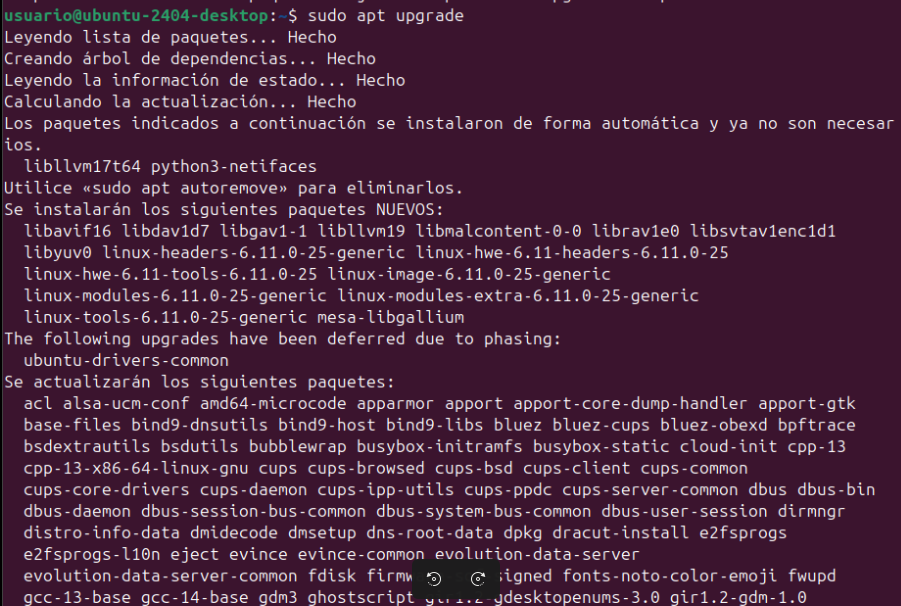 usuario@ubuntu-2404-desktop:~$ sudo apt upgrade
Leyendo lista de paquetes... Hecho
Creando árbol de dependencias... Hecho
Leyendo la información de estado... Hecho
Calculando la actualización... Hecho
Los paquetes indicados a continuación se instalaron de forma automática y ya no son necesar
ios.
  libllvm17t64 python3-netifaces
Utilice «sudo apt autoremove» para eliminarlos.
Se instalarán los siguientes paquetes NUEVOS:
  libavif16 libdav1d7 libgav1-1 libllvm19 libmalcontent-0-0 librav1e0 libsvtav1enc1d1
  libyuv0 linux-headers-6.11.0-25-generic linux-hwe-6.11-headers-6.11.0-25
  linux-hwe-6.11-tools-6.11.0-25 linux-image-6.11.0-25-generic
  linux-modules-6.11.0-25-generic linux-modules-extra-6.11.0-25-generic
  linux-tools-6.11.0-25-generic mesa-libgallium
The following upgrades have been deferred due to phasing:
  ubuntu-drivers-common
Se actualizarán los siguientes paquetes:
  acl alsa-ucm-conf amd64-microcode apparmor apport apport-core-dump-handler apport-gtk
  base-files bind9-dnsutils bind9-host bind9-libs bluez bluez-cups bluez-obexd bpftrace
  bsdextrautils bsdutils bubblewrap busybox-initramfs busybox-static cloud-init cpp-13
  cpp-13-x86-64-linux-gnu cups cups-browsed cups-bsd cups-client cups-common
  cups-core-drivers cups-daemon cups-ipp-utils cups-ppdc cups-server-common dbus dbus-bin
  dbus-daemon dbus-session-bus-common dbus-system-bus-common dbus-user-session dirmngr
  distro-info-data dmidecode dmsetup dns-root-data dpkg dracut-install e2fsprogs
  e2fsprogs-l10n eject evince evince-common evolution-data-server
  evolution-data-server-common fdisk fonts-noto-color-emoji fwupd
  gcc-13-base gcc-14-base gdm3 ghostscript gir1.2-gdm-1.0